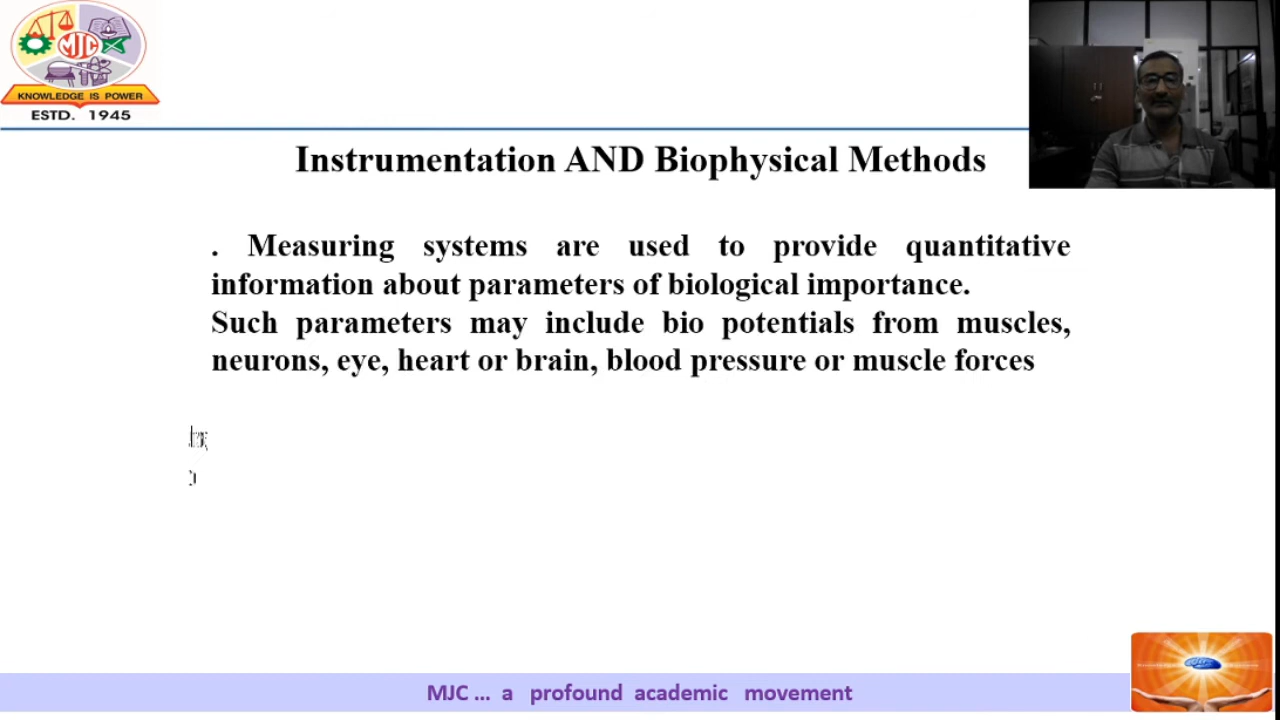 MJC
KNOWLEDGE IS POWER
ESTD. 1945
Instrumentation AND Biophysical Methods
. Measuring systems are used to provide quantitative
information about parameters of biological importance.
Such parameters may include bio potentials from muscles,
neurons, eye, heart or brain, blood pressure or muscle forces
MJC ... a profound academic movement